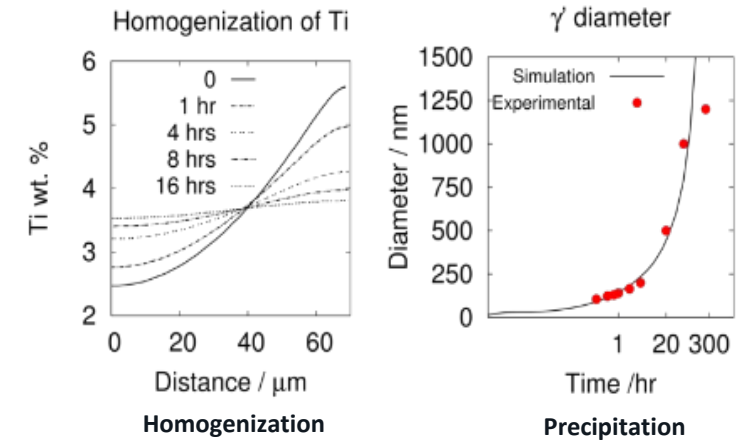 Homogenization of Ti
6
5
4
3
2
Ti wt. %
0
1 hr
4 hrs
8 hrs
16 hrs
0 20 40 60
Distance / μm
Homogenization
γ' diameter
1500
1250
1000
750
500
250
0
Diameter / nm
Simulation
Experimental
1 20 300
Time /hr
Precipitation